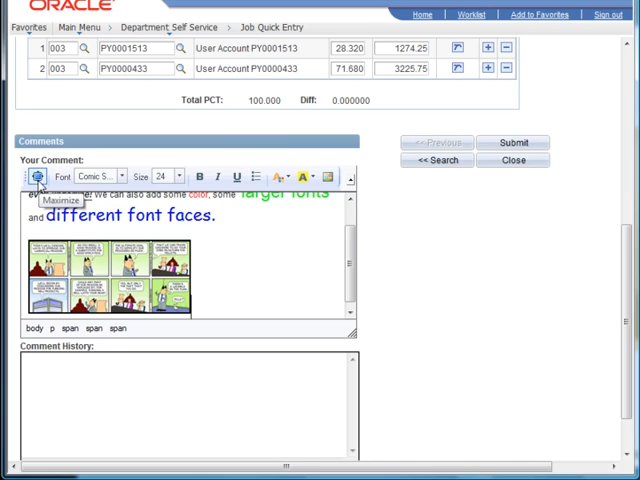 ORACLE
Home Worklist Add to Favorites Sign out
Favorites Main Menu > Department Self Service > Job Quick Entry
1 003 PY0001513 User Account PY0001513 28.320 1274.25
2 003 PY0000433 User Account PY0000433 71.680 3225.75
Total PCT: 100.000 Diff: 0.000000
Comments
<< Previous Submit
<< Search Close
Your Comment:
Font Comic S... Size 24 B I U A A
We can also add some color, some larger fonts
Maximize
and different font faces.
body p span span span
Comment History: